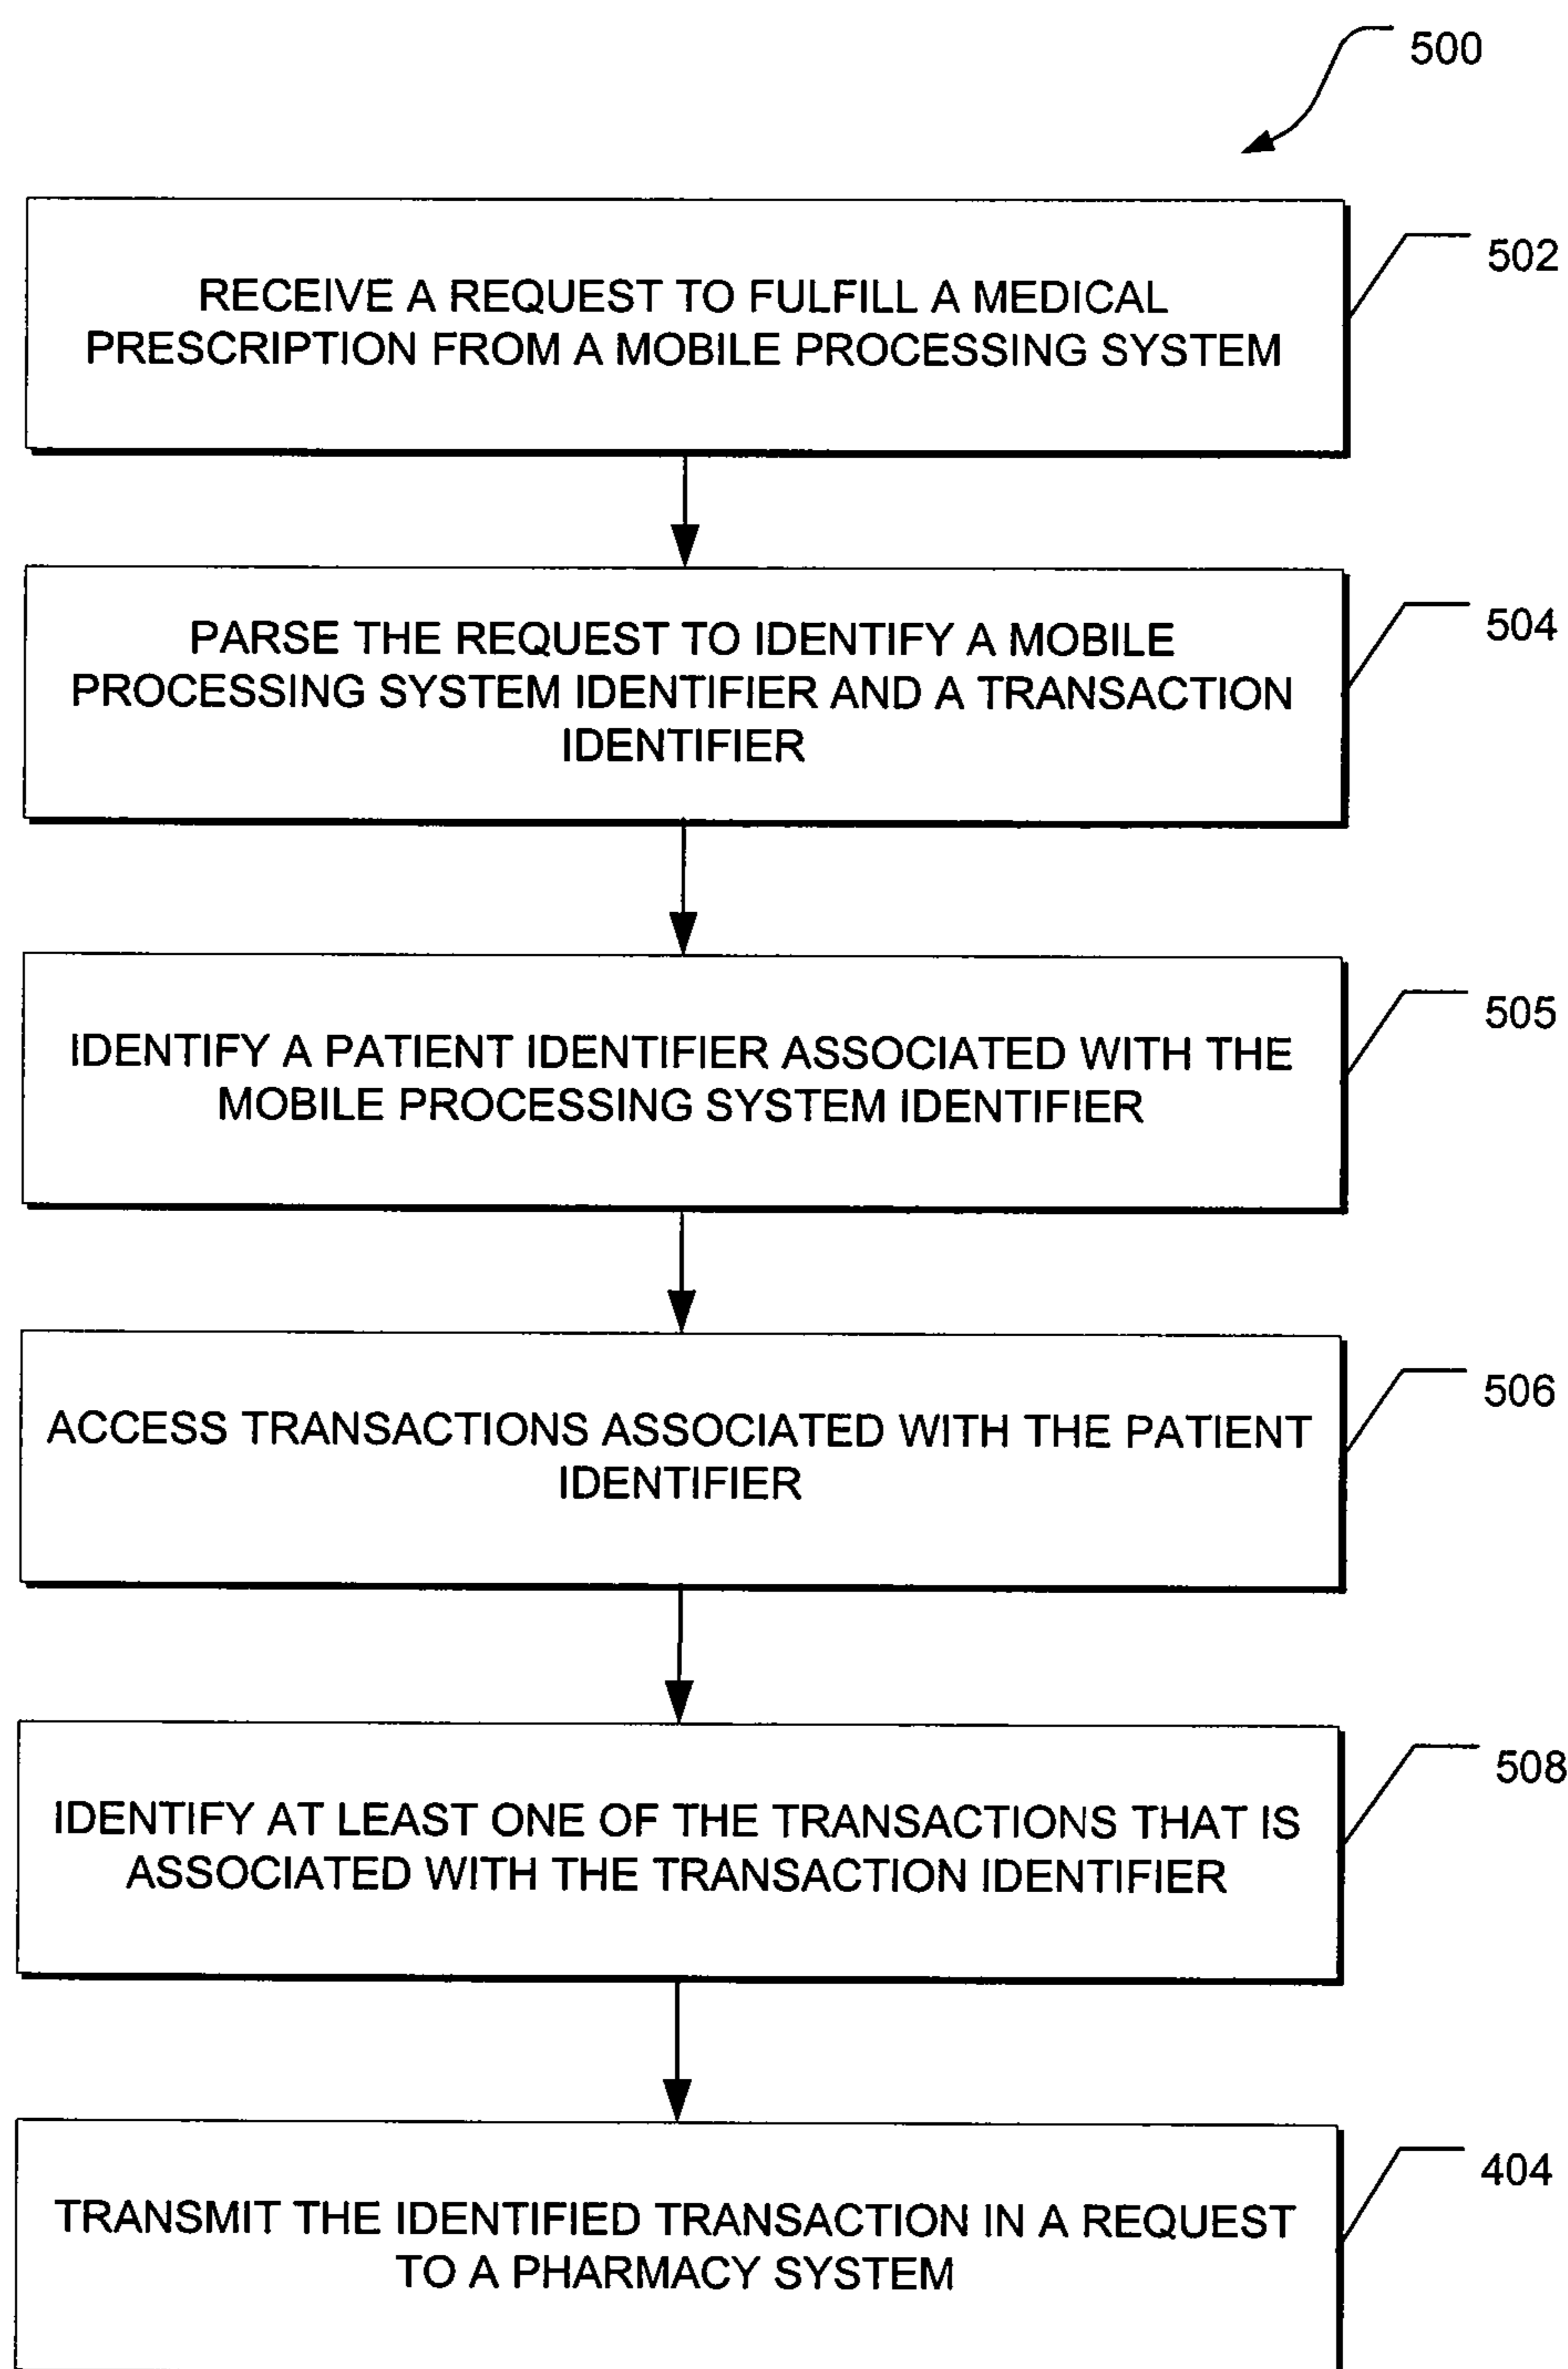 500
RECEIVE A REQUEST TO FULFILL A MEDICAL
PRESCRIPTION FROM A MOBILE PROCESSING SYSTEM
502
PARSE THE REQUEST TO IDENTIFY A MOBILE
PROCESSING SYSTEM IDENTIFIER AND A TRANSACTION
IDENTIFIER
504
IDENTIFY A PATIENT IDENTIFIER ASSOCIATED WITH THE
MOBILE PROCESSING SYSTEM IDENTIFIER
505
ACCESS TRANSACTIONS ASSOCIATED WITH THE PATIENT
IDENTIFIER
506
IDENTIFY AT LEAST ONE OF THE TRANSACTIONS THAT IS
ASSOCIATED WITH THE TRANSACTION IDENTIFIER
508
TRANSMIT THE IDENTIFIED TRANSACTION IN A REQUEST
TO A PHARMACY SYSTEM
404